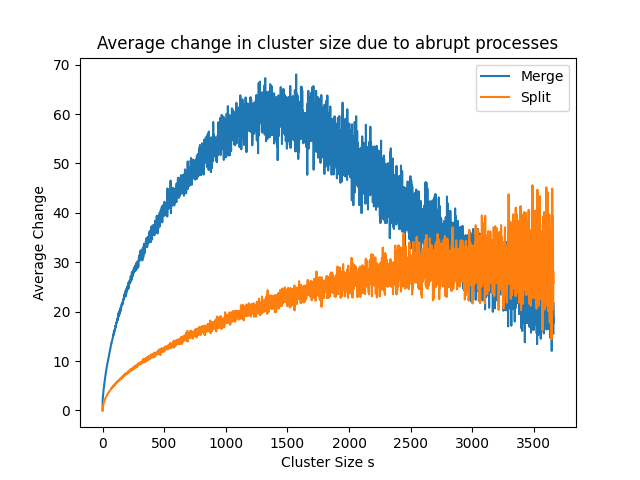 Average change in cluster size due to abrupt processes
Merge
Split
Average Change
70
60
50
40
30
20
10
0
0 500 1000 1500 2000 2500 3000 3500
Cluster Size s